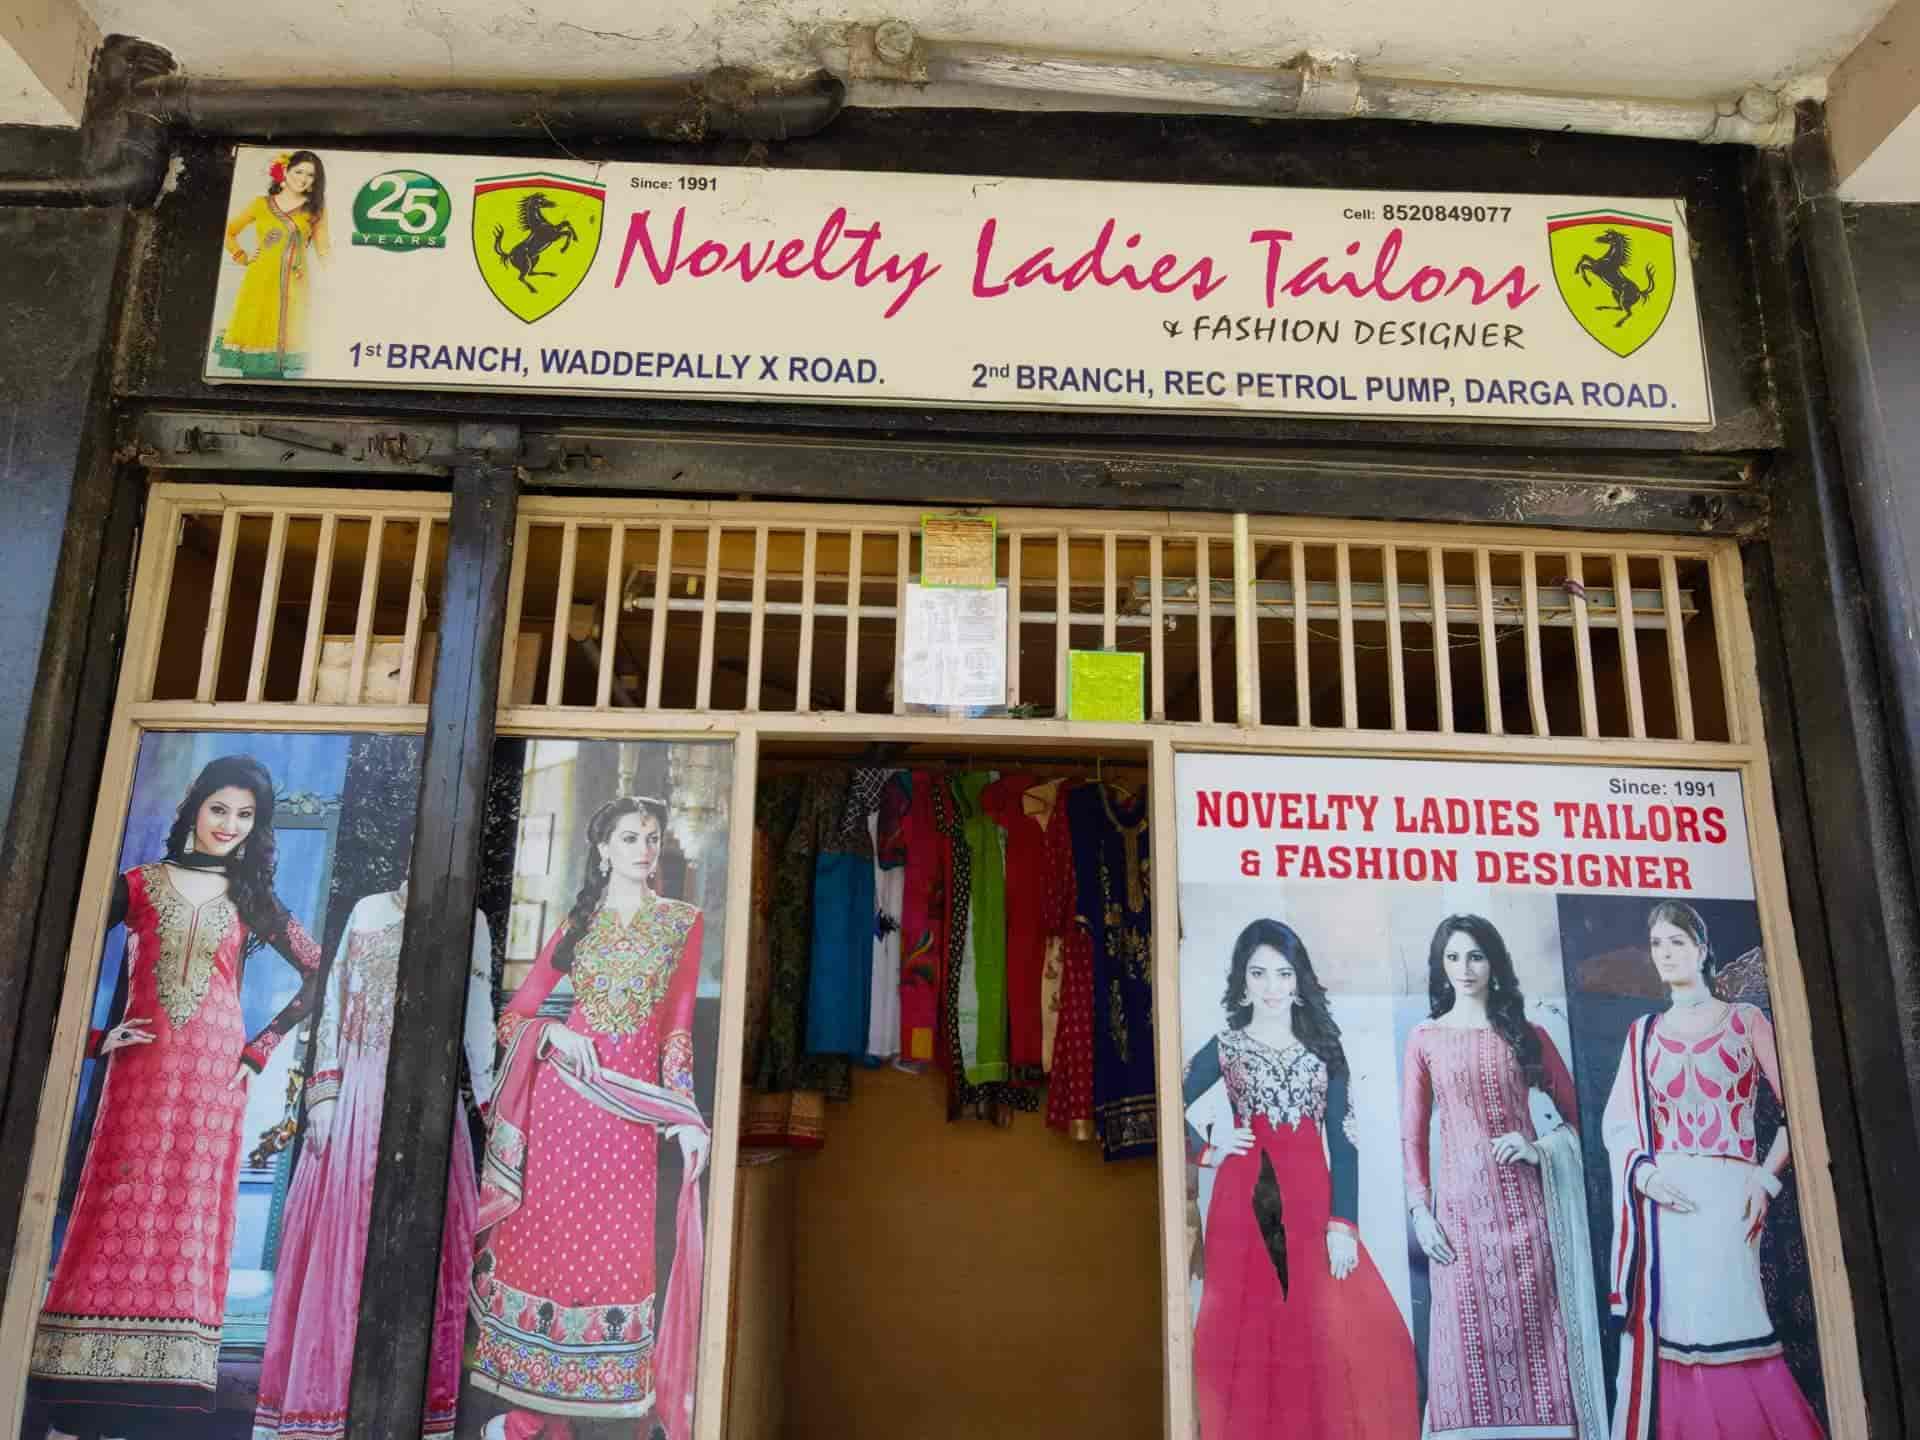 25
YEARS
Since: 1991
Cell: 8520849077
Novelty Ladies Tailors
& FASHION DESIGNER
1st BRANCH, WADDEPALLY X ROAD.
2nd BRANCH, REC PETROL PUMP, DARGA ROAD.
Since: 1991
NOVELTY LADIES TAILORS
& FASHION DESIGNER